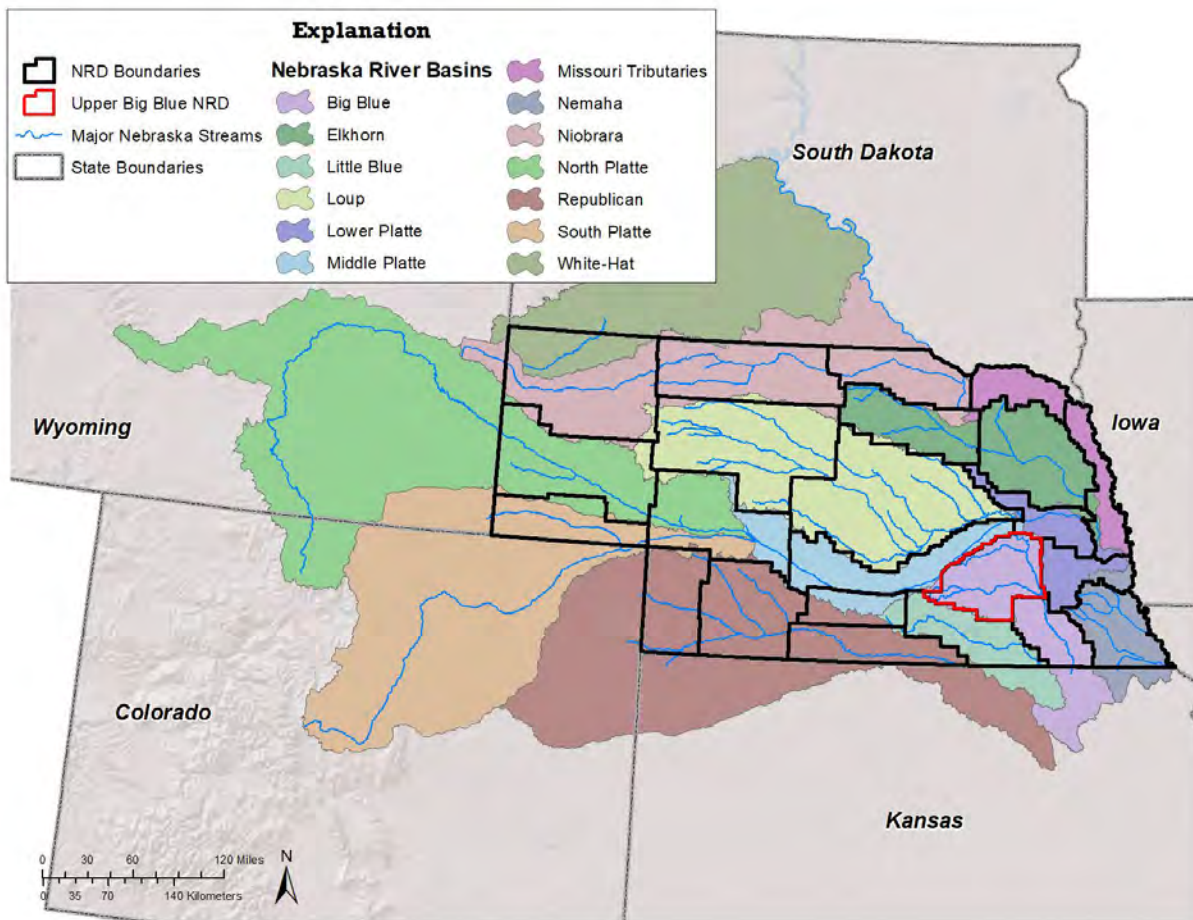 Explanation
NRD Boundaries
Upper Big Blue NRD
Major Nebraska Streams
State Boundaries
Nebraska River Basins
Big Blue
Elkhorn
Little Blue
Loup
Lower Platte
Middle Platte
Missouri Tributaries
Nemaha
Niobrara
North Platte
Republican
South Platte
White-Hat
South Dakota
Wyoming
Iowa
Colorado
Kansas
0 30 60 120 Miles
0 35 70 140 Kilometers
N